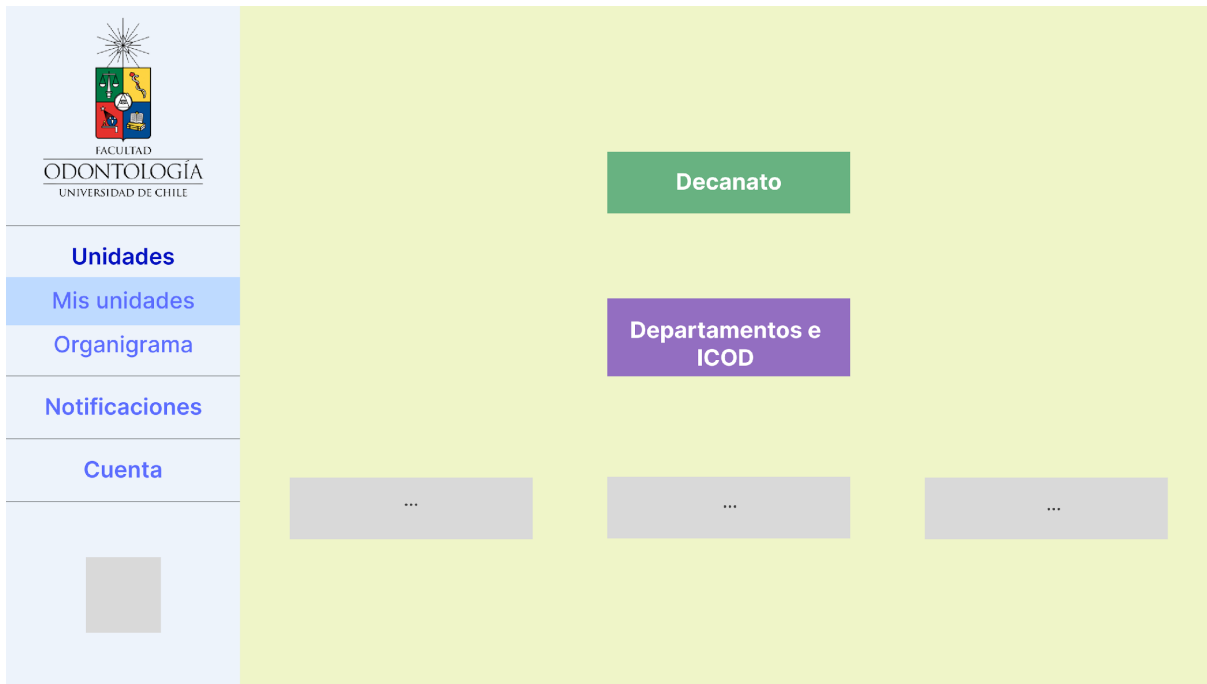 FACULTAD
ODONTOLOGÍA
UNIVERSIDAD DE CHILE
Unidades
Mis unidades
Organigrama
Notificaciones
Cuenta
Decanato
Departamentos e
ICOD
...
...
...